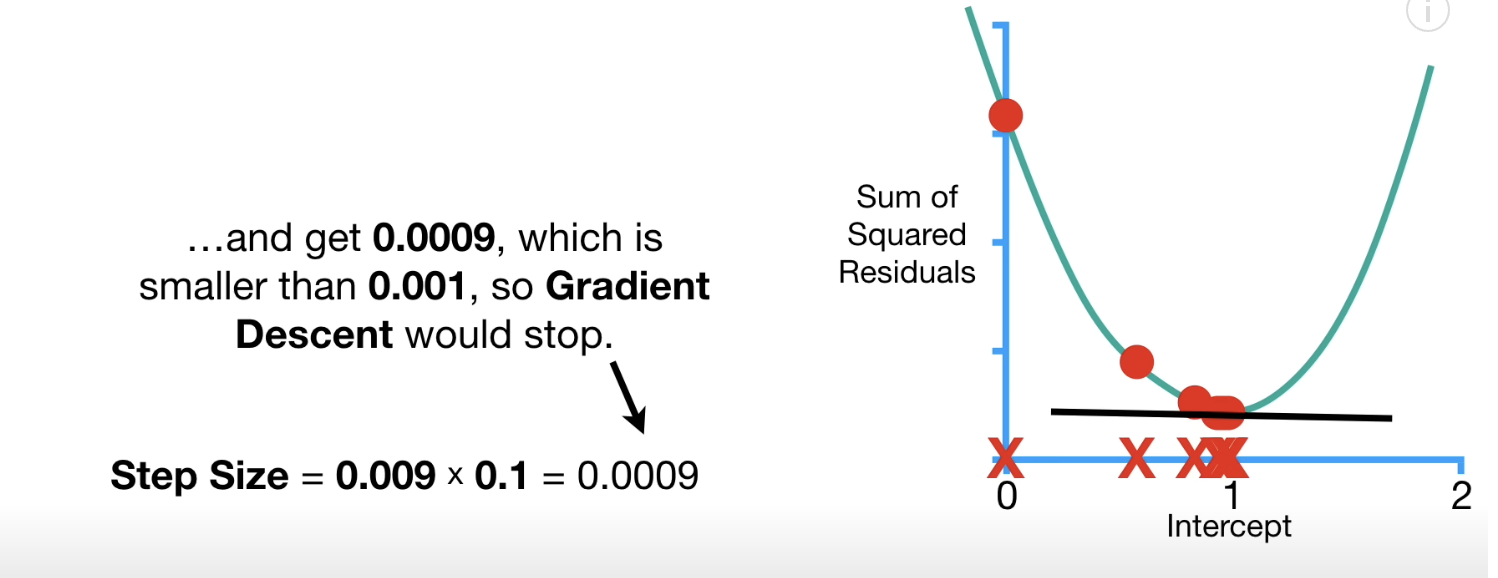 …and get 0.0009, which is
smaller than 0.001, so Gradient
Descent would stop.
Step Size = 0.009 x 0.1 = 0.0009
Sum of
Squared
Residuals
X X X X X X
0 1 2
Intercept
i